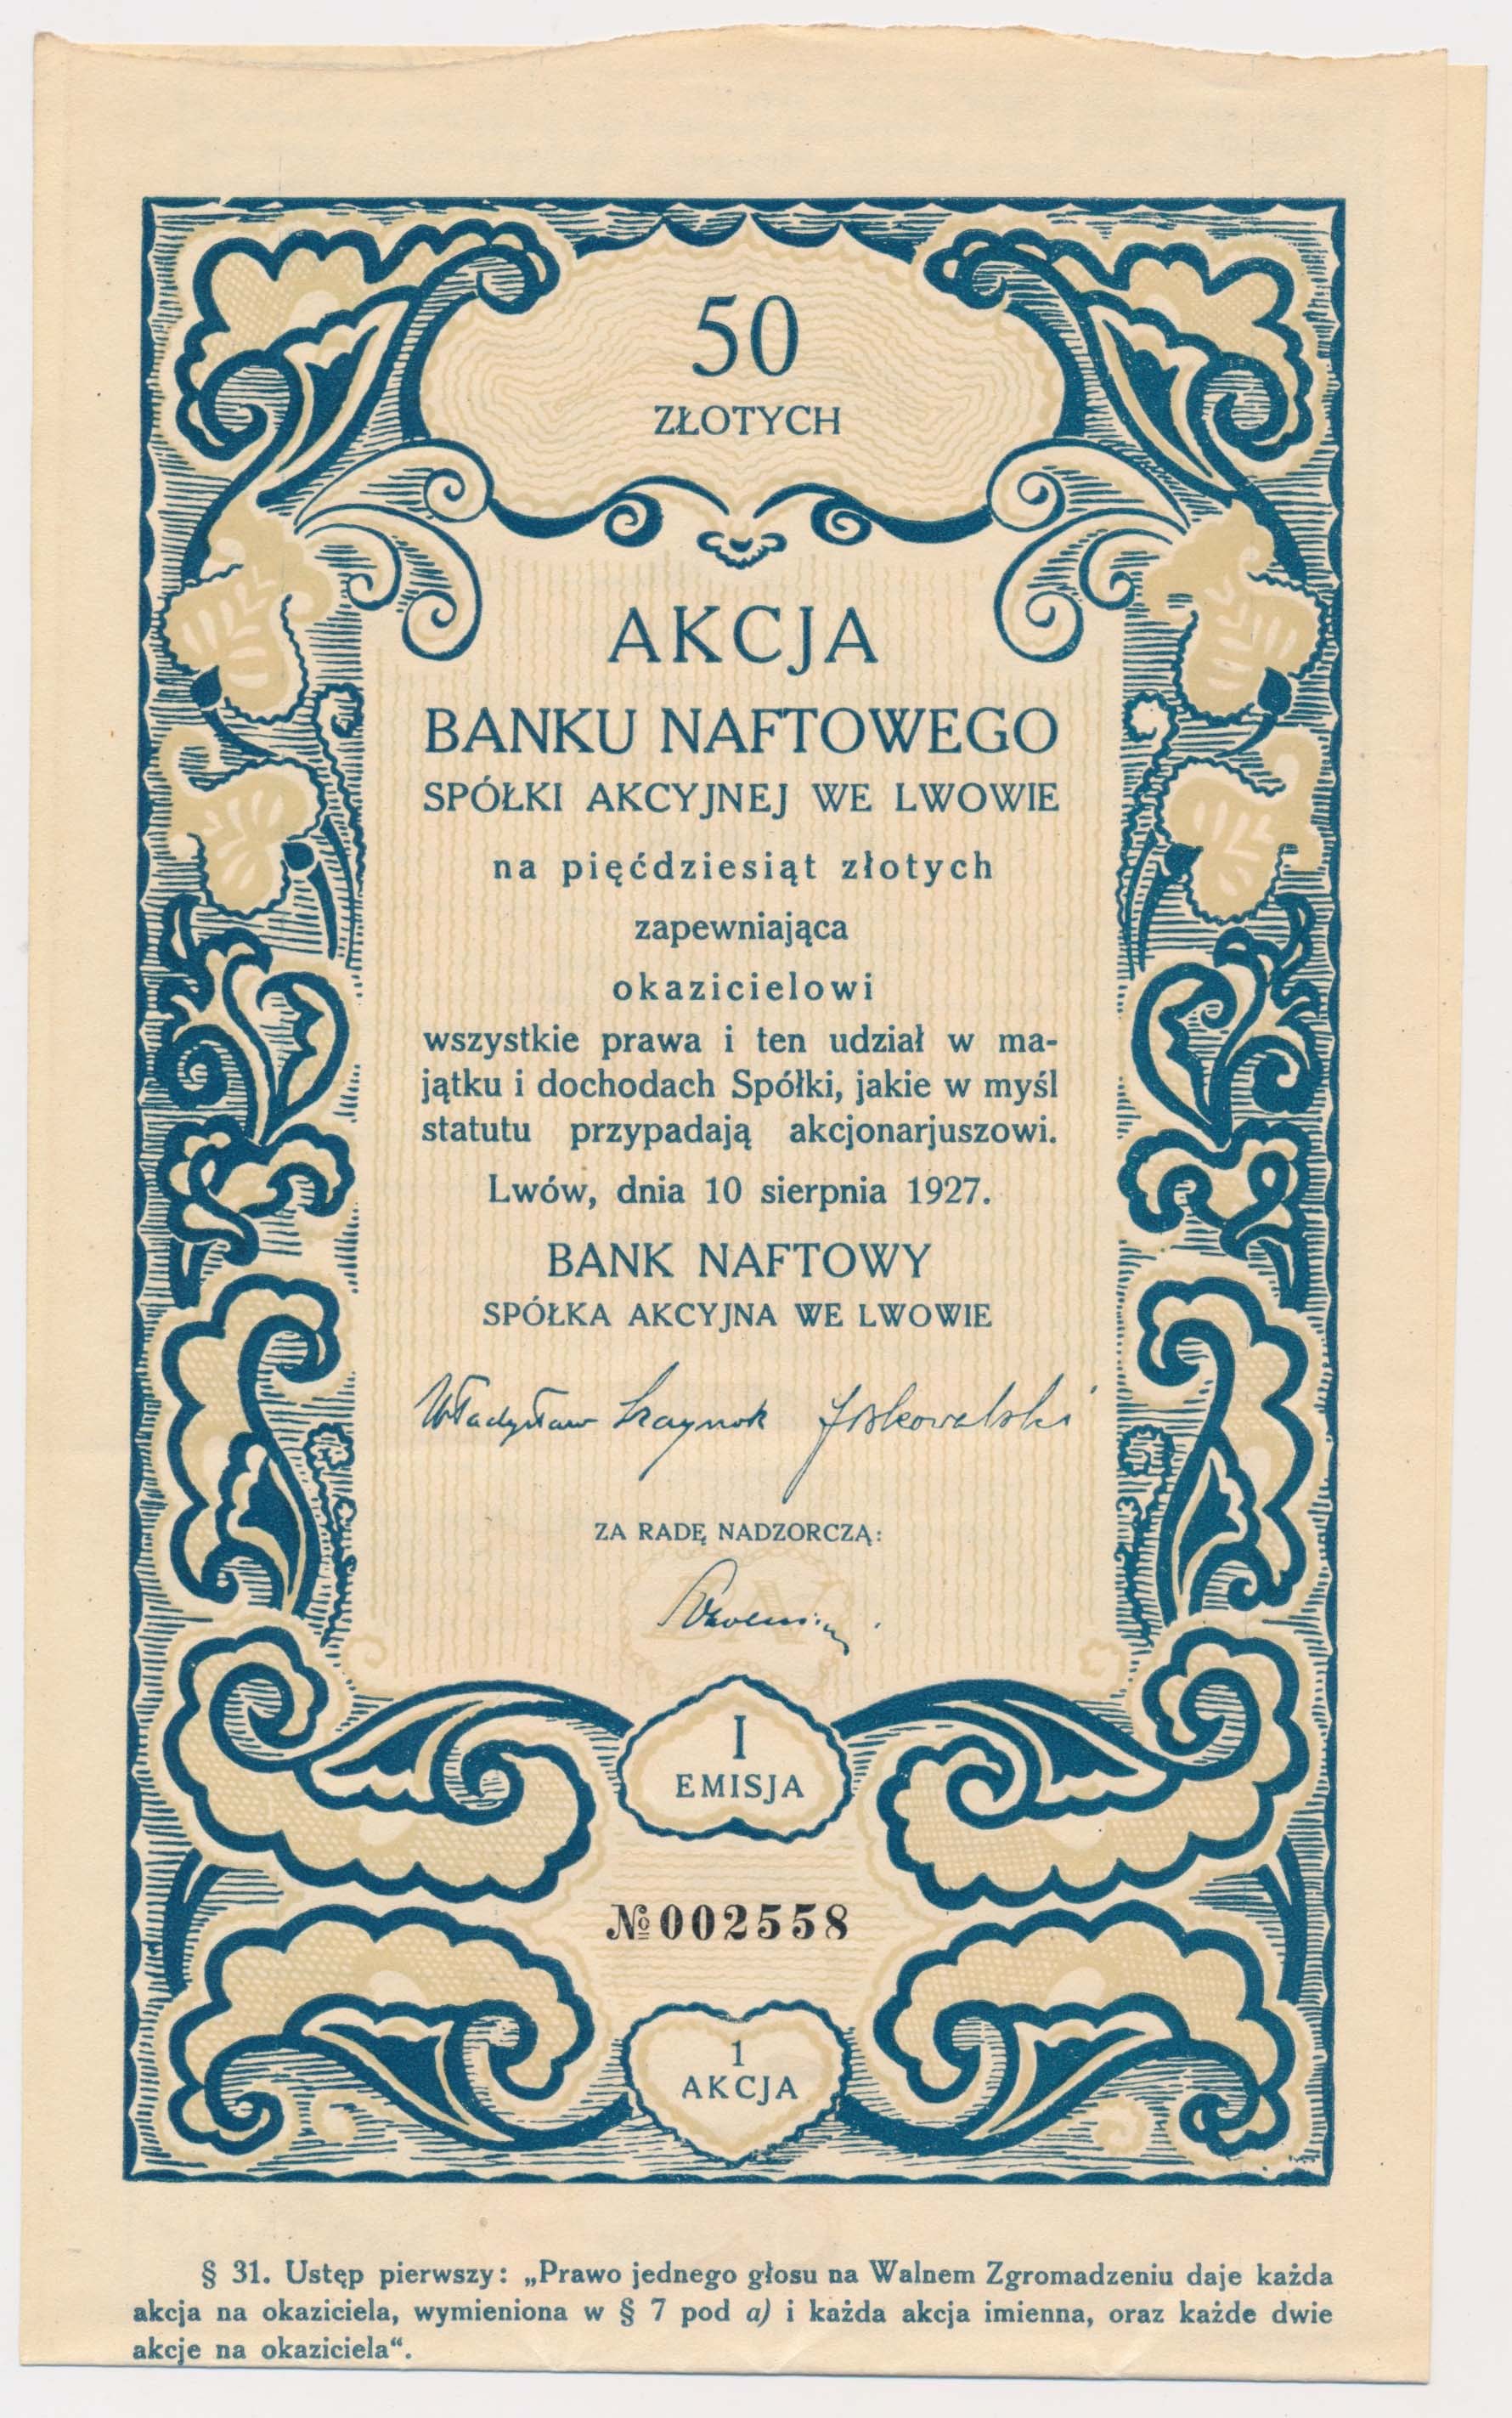 50
ZŁOTYCH
AKCJA
BANKU NAFTOWEGO
SPÓŁKI AKCYJNEJ WE LWOWIE
na pięćdziesiąt złotych
zapewniająca
okazicielowi
wszystkie prawa i ten udział w ma-
jątku i dochodach Spółki, jakie w myśl
statutu przypadają akcjonarjuszowi.
Lwów, dnia 10 sierpnia 1927.
BANK NAFTOWY
SPÓŁKA AKCYJNA WE LWOWIE
Władysław Szaynok
ZA RADĘ NADZORCZĄ:
BN
I
EMISJA
№ 002558
1
AKCJA
§ 31. Ustęp pierwszy: „Prawo jednego głosu na Walnem Zgromadzeniu daje każda
akcja na okaziciela, wymieniona w § 7 pod a) i każda akcja imienna, oraz każde dwie
akcje na okaziciela“.